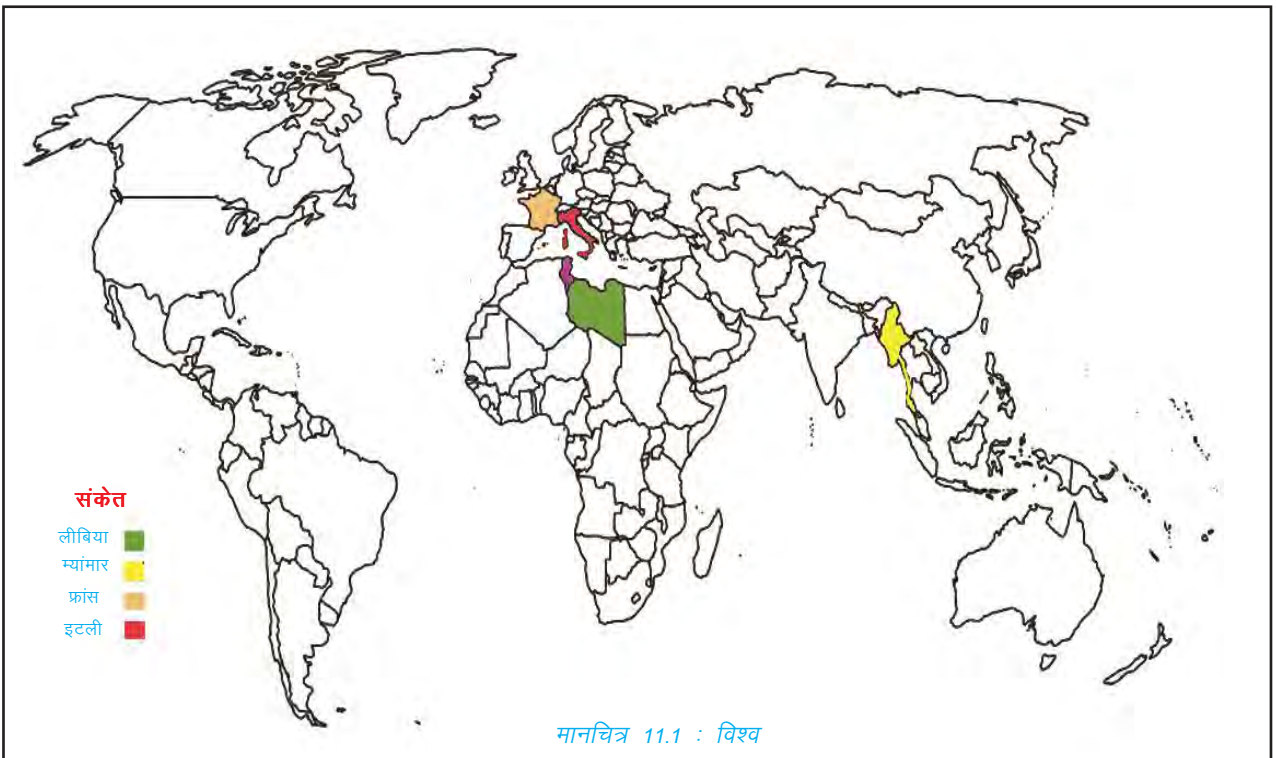 संकेत
लीबिया
म्यांमार
फ्रांस
इटली
मानचित्र 11.1 : विश्व